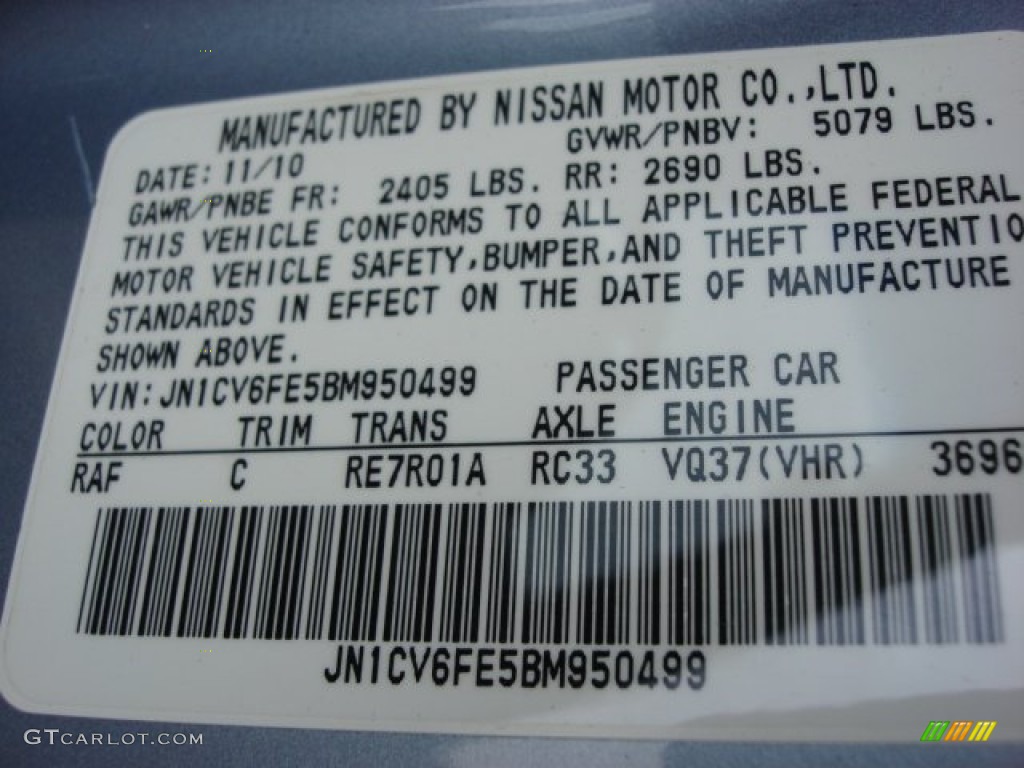 MANUFACTURED BY NISSAN MOTOR CO.,LTD.
DATE: 11/10 GVWR/PNBV: 5079 LBS.
GAWR/PNBE FR: 2405 LBS. RR: 2690 LBS.
THIS VEHICLE CONFORMS TO ALL APPLICABLE FEDERAL
MOTOR VEHICLE SAFETY,BUMPER,AND THEFT PREVENTIO
STANDARDS IN EFFECT ON THE DATE OF MANUFACTURE
SHOWN ABOVE.
VIN:JN1CV6FE5BM950499 PASSENGER CAR
COLOR TRIM TRANS AXLE ENGINE
RAF C RE7R01A RC33 VQ37(VHR) 3696
JN1CV6FE5BM950499
GTCARLOT.COM